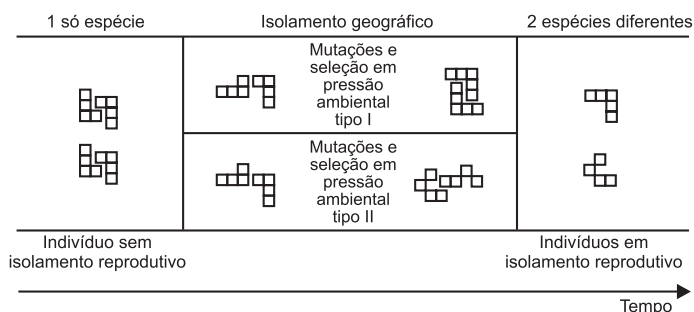 1 só espécie
Isolamento geográfico
2 espécies diferentes
Mutações e
seleção em
pressão
ambiental
tipo I
Mutações e
seleção em
pressão
ambiental
tipo II
Indivíduo sem
isolamento reprodutivo
Indivíduos em
isolamento reprodutivo
Tempo